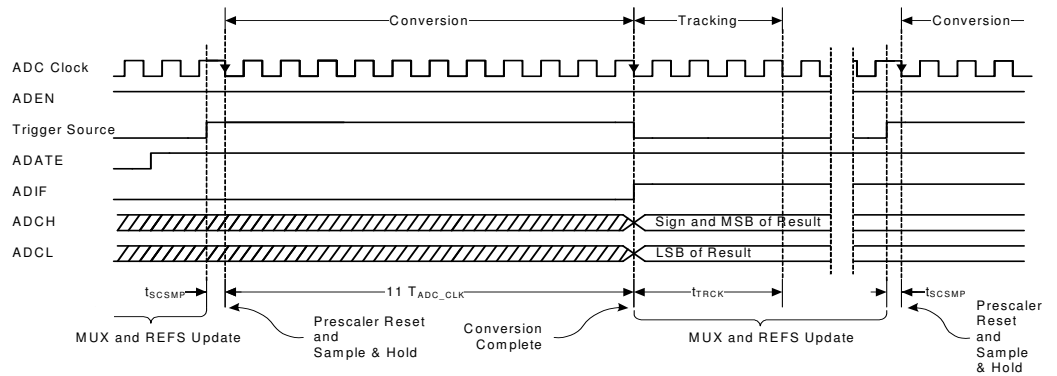 Conversion
Tracking
Conversion
ADC Clock
ADEN
Trigger Source
ADATE
ADIF
ADCH
Sign and MSB of Result
ADCL
LSB of Result
tSCSMP
11 TADC_CLK
tTRCK
tSCSMP
MUX and REFS Update
Prescaler Reset
and
Sample & Hold
Conversion
Complete
MUX and REFS Update
Prescaler
Reset
and
Sample
& Hold